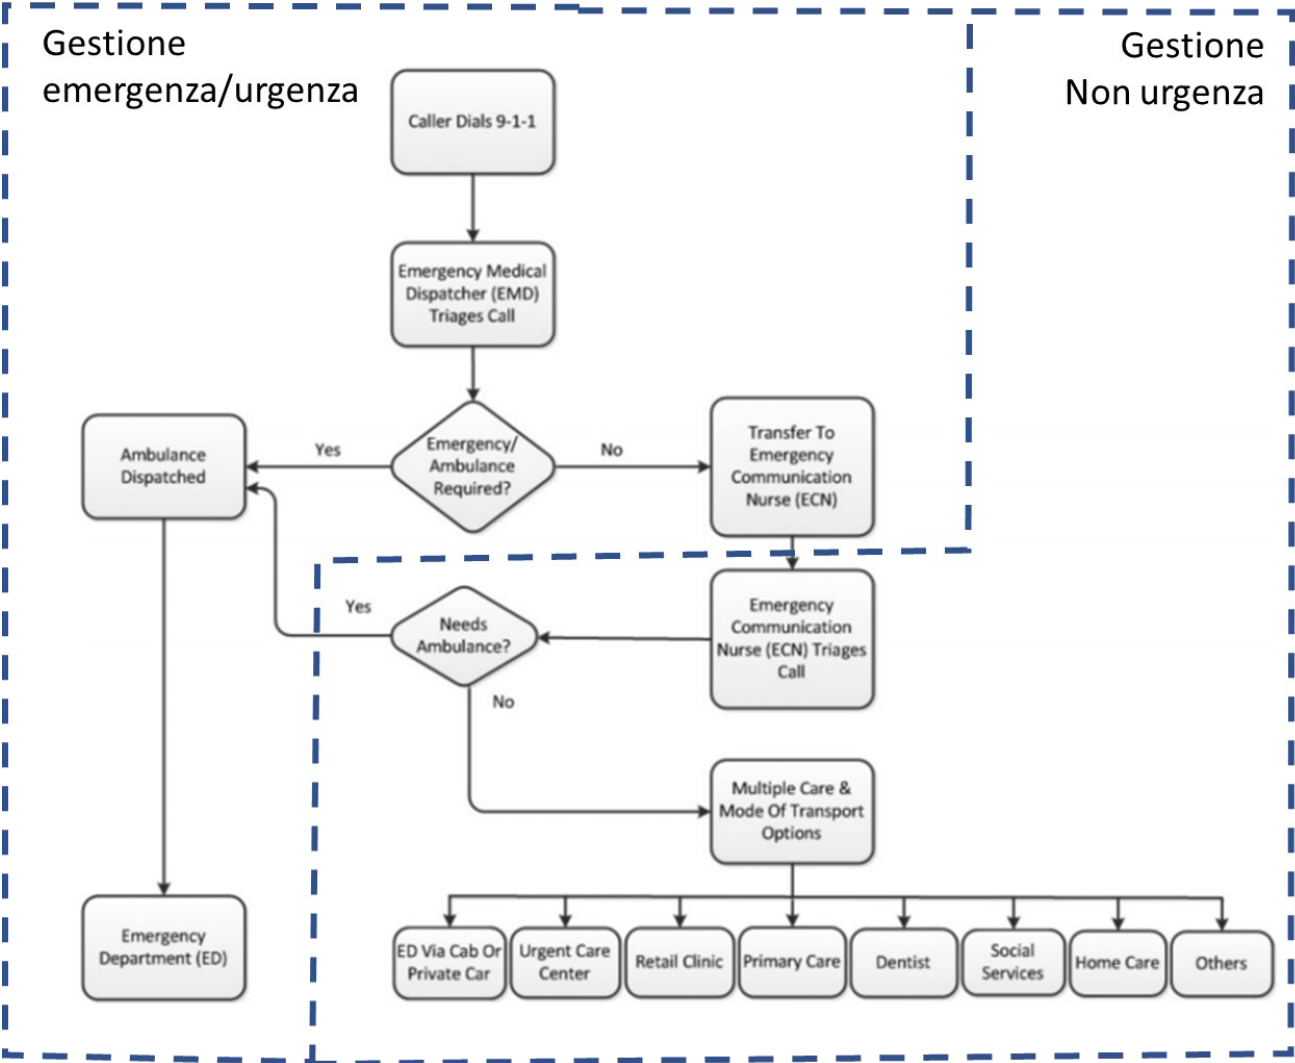 Gestione
emergenza/urgenza
Gestione
Non urgenza
Caller Dials 9-1-1
Emergency Medical
Dispatcher (EMD)
Triages Call
Emergency/
Ambulance
Required?
Yes
No
Ambulance
Dispatched
Transfer To
Emergency
Communication
Nurse (ECN)
Emergency
Communication
Nurse (ECN) Triages
Call
Needs
Ambulance?
Yes
No
Multiple Care &
Mode Of Transport
Options
Emergency
Department (ED)
ED Via Cab Or
Private Car
Urgent Care
Center
Retail Clinic
Primary Care
Dentist
Social
Services
Home Care
Others